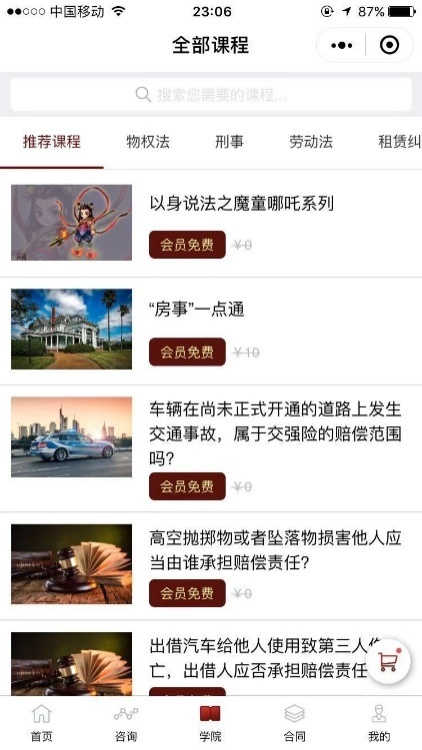 中国移动 23:06 87%
全部课程
搜索您需要的课程...
推荐课程 物权法 刑事 劳动法 租赁纠
以身说法之魔童哪吒系列
会员免费 ￥0
“房事”一点通
会员免费 ￥10
车辆在尚未正式开通的道路上发生
交通事故，属于交强险的赔偿范围
吗？
会员免费 ￥0
高空抛掷物或者坠落物损害他人应
当由谁承担赔偿责任？
会员免费 ￥0
出借汽车给他人使用致第三人伤
亡，出借人应否承担赔偿责任
会员免费
首页 咨询 学院 合同 我的